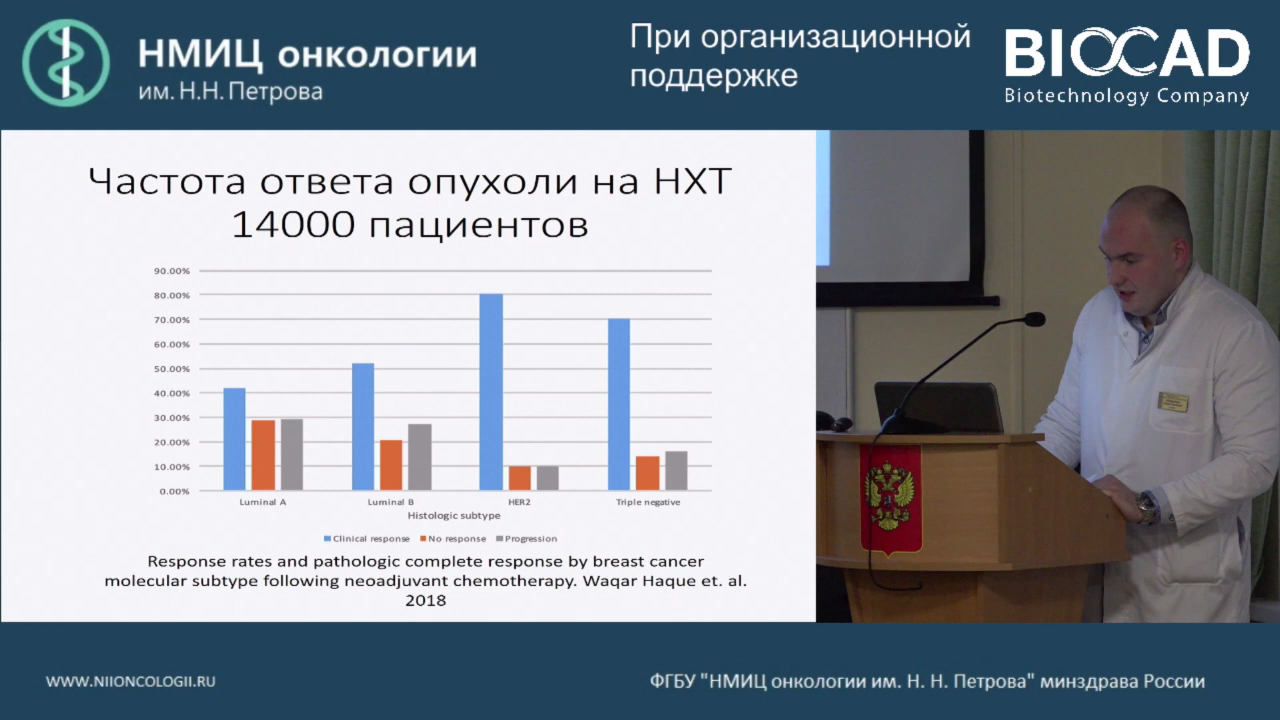 НМИЦ онкологии
им. Н.Н. Петрова
При организационной
поддержке
BIOCAD
Biotechnology Company
Частота ответа опухоли на НХТ
14000 пациентов
90.00%
80.00%
70.00%
60.00%
50.00%
40.00%
30.00%
20.00%
10.00%
0.00%
Luminal A Luminal B HER2 Triple negative
Histologic subtype
Clinical response No response Progression
Response rates and pathologic complete response by breast cancer
molecular subtype following neoadjuvant chemotherapy. Waqar Haque et. al.
2018
WWW.NIIONCOLOGII.RU
ФГБУ "НМИЦ онкологии им. Н. Н. Петрова" минздрава России